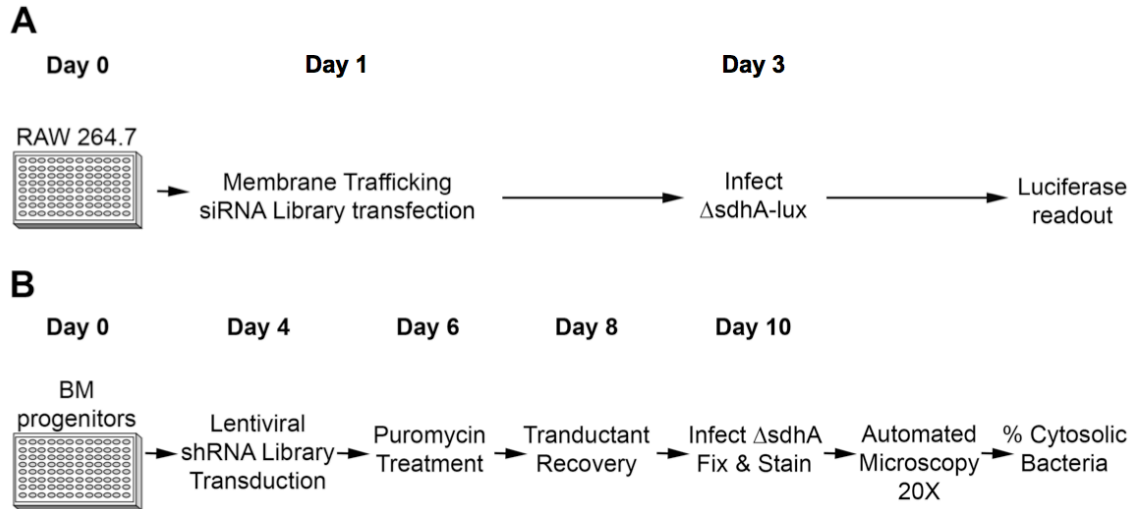 A
Day 0 Day 1 Day 3
RAW 264.7
Membrane Trafficking
siRNA Library transfection
Infect
ΔsdhA-lux
Luciferase
readout
B
Day 0 Day 4 Day 6 Day 8 Day 10
BM
progenitors
Lentiviral
shRNA Library
Transduction
Puromycin
Treatment
Tranductant
Recovery
Infect ΔsdhA
Fix & Stain
Automated
Microscopy
20X
% Cytosolic
Bacteria